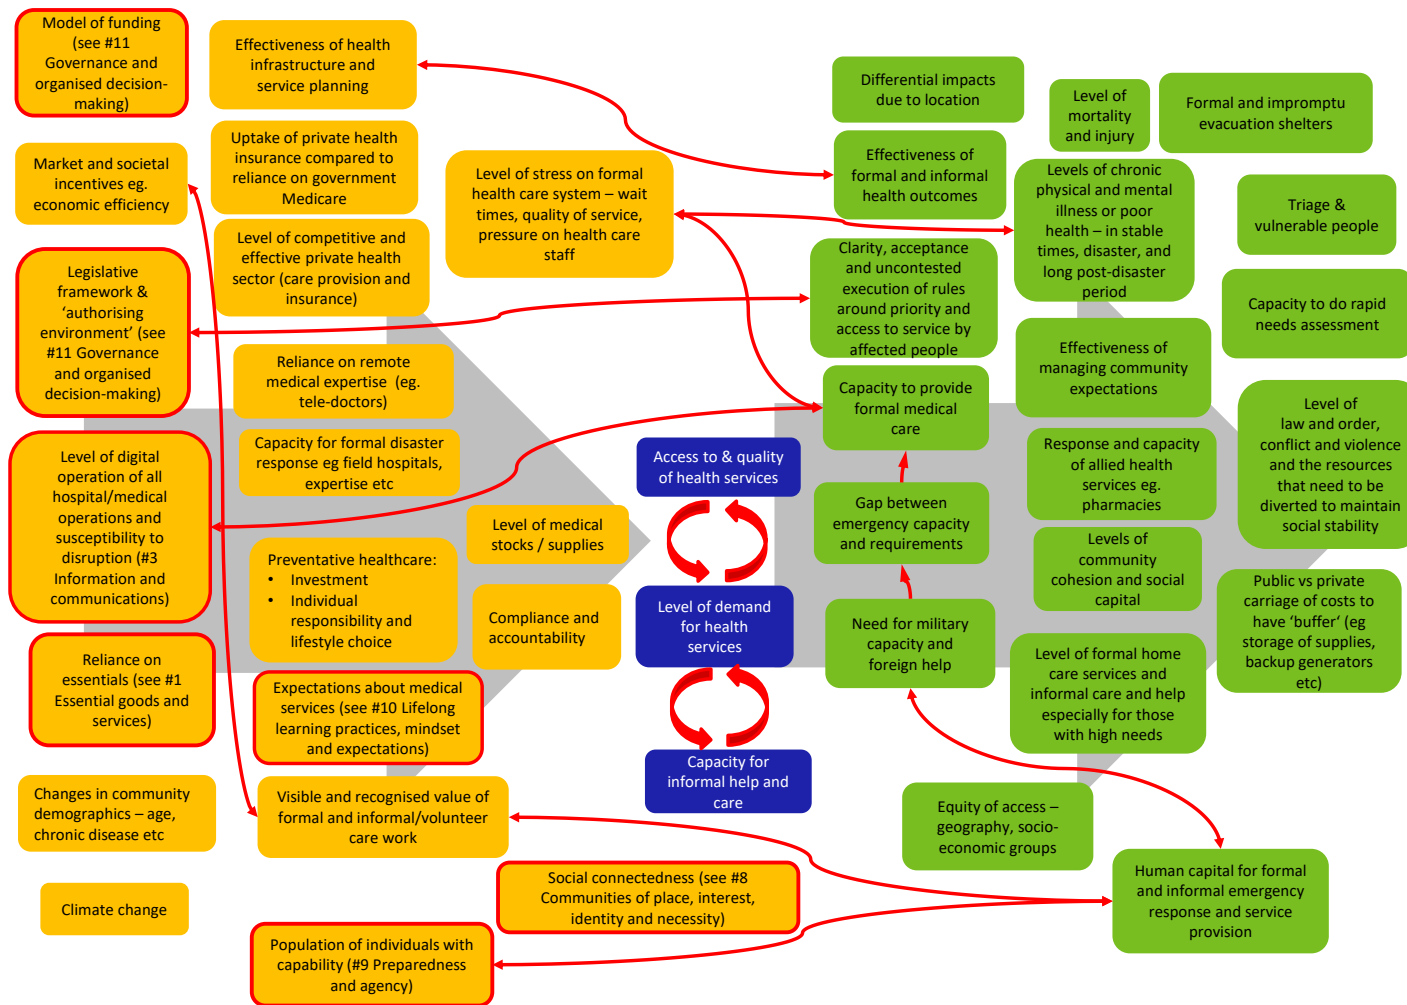 Model of funding
(see #11
Governance and
organised decision-
making)
Effectiveness of health
infrastructure and
service planning
Differential impacts
due to location
Level of
mortality
and injury
Formal and impromptu
evacuation shelters
Market and societal
incentives eg.
economic efficiency
Uptake of private health
insurance compared to
reliance on government
Medicare
Level of stress on formal
health care system – wait
times, quality of service,
pressure on health care
staff
Effectiveness of
formal and informal
health outcomes
Levels of chronic
physical and mental
illness or poor
health – in stable
times, disaster, and
long post-disaster
period
Triage &
vulnerable people
Legislative
framework &
‘authorising
environment’ (see
#11 Governance
and organised
decision-making)
Level of competitive and
effective private health
sector (care provision and
insurance)
Clarity, acceptance
and uncontested
execution of rules
around priority and
access to service by
affected people
Capacity to do rapid
needs assessment
Reliance on remote
medical expertise  (eg.
tele-doctors)
Effectiveness of
managing community
expectations
Capacity to provide
formal medical
care
Level of
law and order,
conflict and violence
and the resources
that need to be
diverted to maintain
social stability
Level of digital
operation of all
hospital/medical
operations and
susceptibility to
disruption (#3
Information and
communications)
Capacity for formal disaster
response eg field hospitals,
expertise etc
Access to & quality
of health services
Response and capacity
of allied health
services eg.
pharmacies
Level of medical
stocks / supplies
Gap between
emergency capacity
and requirements
Levels of
community
cohesion and social
capital
Preventative healthcare:
• Investment
• Individual
responsibility and
lifestyle choice
Compliance and
accountability
Level of demand
for health
services
Need for military
capacity and
foreign help
Public vs private
carriage of costs to
have ‘buffer‘ (eg
storage of supplies,
backup generators
etc)
Reliance on
essentials (see #1
Essential goods and
services)
Expectations about medical
services (see #10 Lifelong
learning practices, mindset
and expectations)
Level of formal home
care services and
informal care and help
especially for those
with high needs
Capacity for
informal help and
care
Changes in community
demographics – age,
chronic disease etc
Visible and recognised value of
formal and informal/volunteer
care work
Equity of access –
geography, socio-
economic groups
Climate change
Social connectedness (see #8
Communities of place, interest,
identity and necessity)
Human capital for formal
and informal emergency
response and service
provision
Population of individuals with
capability (#9 Preparedness
and agency)